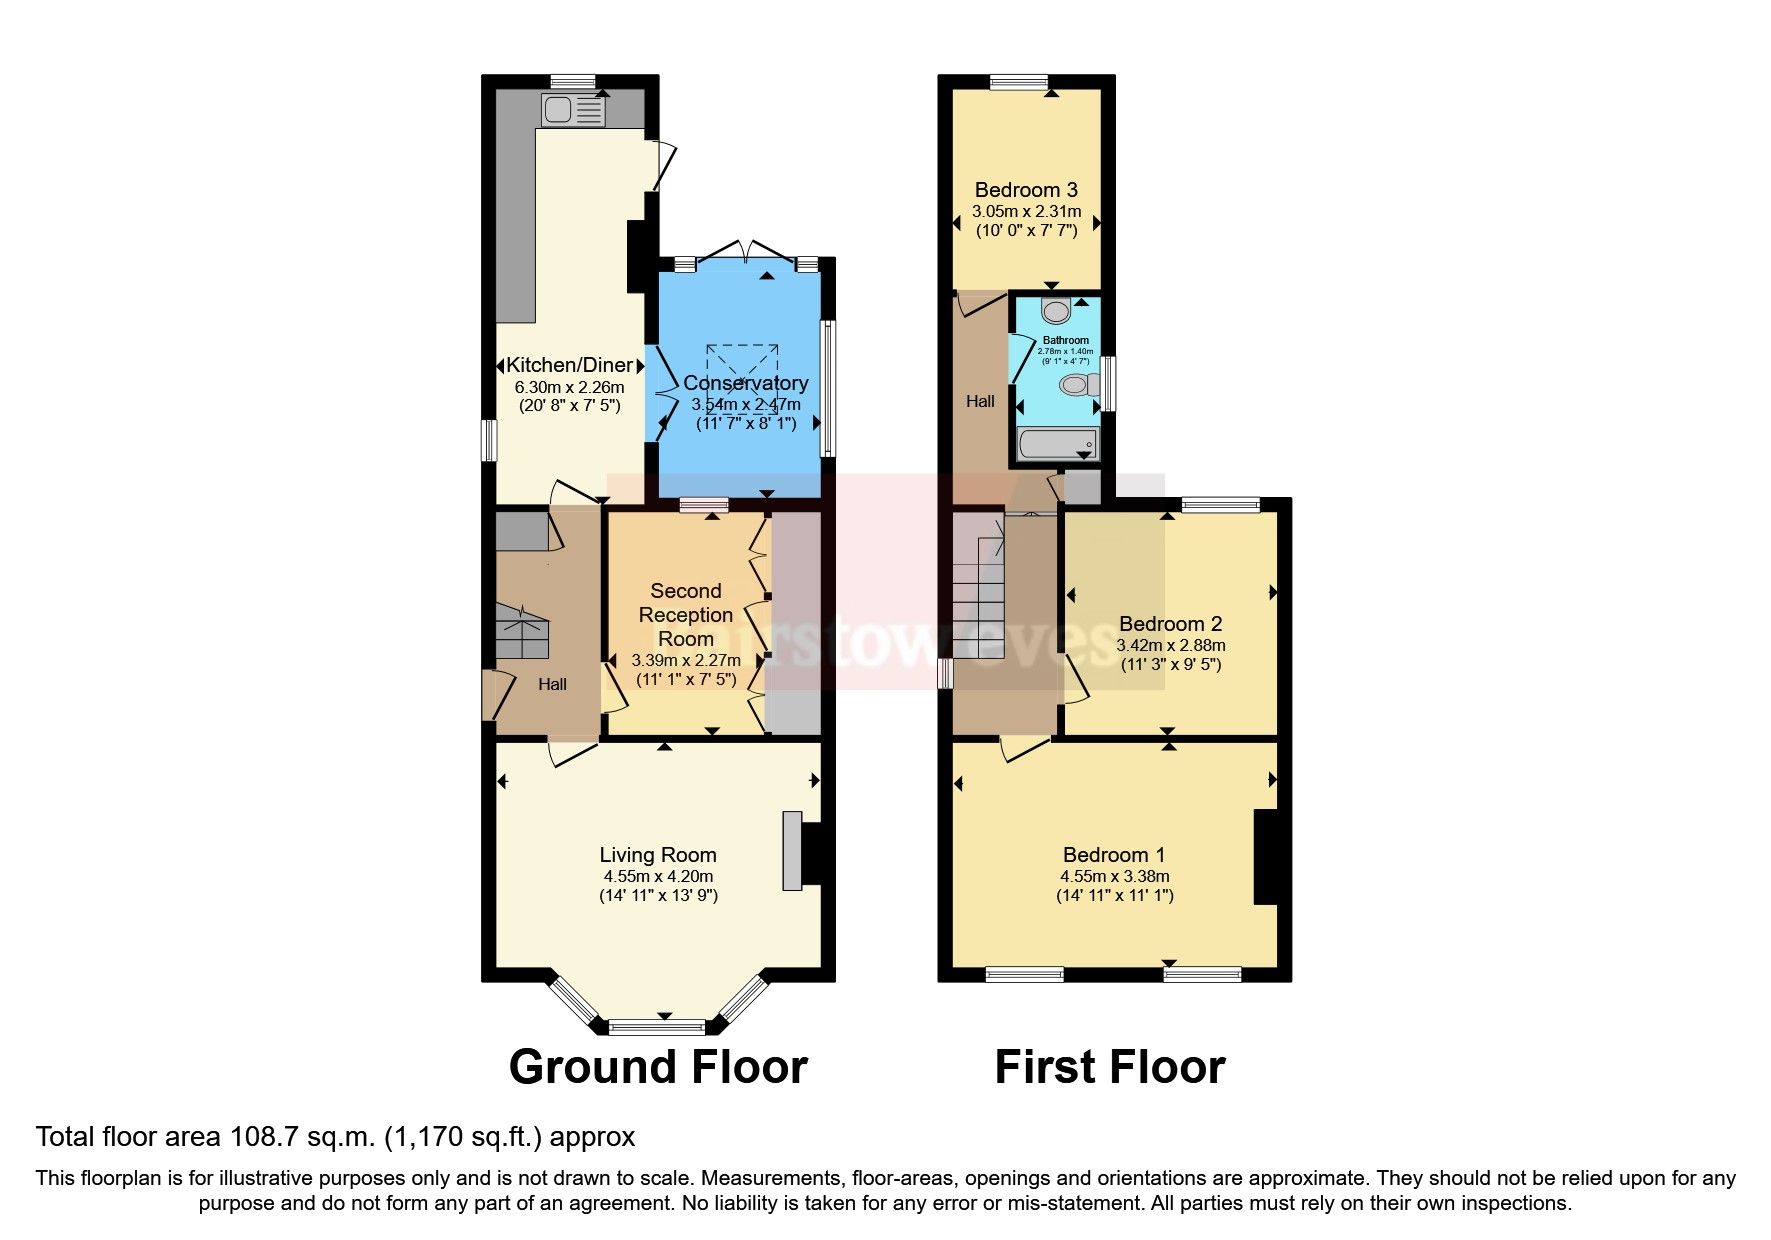 Kitchen/Diner
6.30m x 2.26m
(20' 8" x 7' 5")
Conservatory
3.54m x 2.47m
(11' 7" x 8' 1")
Second
Reception
Room
3.39m x 2.27m
(11' 1" x 7' 5")
Hall
Living Room
4.55m x 4.20m
(14' 11" x 13' 9")
Ground Floor
Bedroom 3
3.05m x 2.31m
(10' 0" x 7' 7")
Bathroom
2.78m x 1.40m
(9' 1" x 4' 7")
Hall
Bedroom 2
3.42m x 2.88m
(11' 3" x 9' 5")
Bedroom 1
4.55m x 3.38m
(14' 11" x 11' 1")
First Floor
bairstow eves
Total floor area 108.7 sq.m. (1,170 sq.ft.) approx
This floorplan is for illustrative purposes only and is not drawn to scale. Measurements, floor-areas, openings and orientations are approximate. They should not be relied upon for any
purpose and do not form any part of an agreement. No liability is taken for any error or mis-statement. All parties must rely on their own inspections.